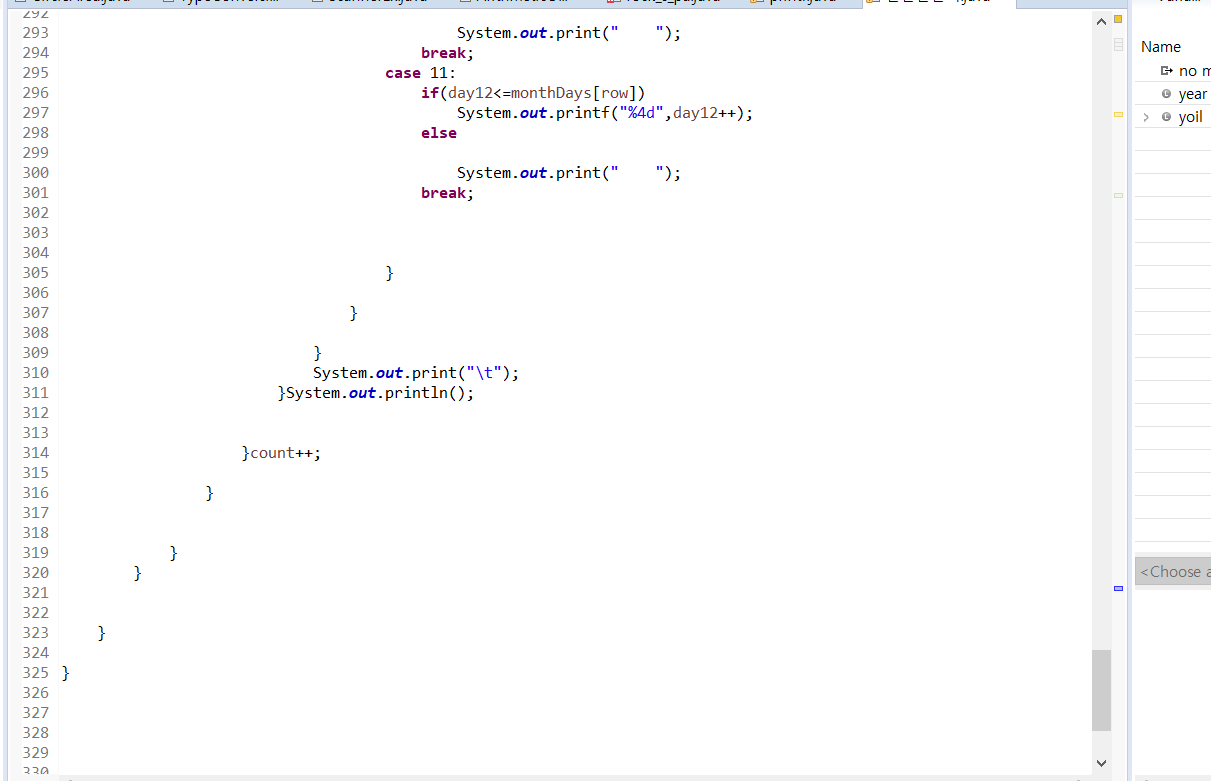 292
293 System.out.print("    ");
294 break;
295 case 11:
296 if(day12<=monthDays[row])
297 System.out.printf("%4d",day12++);
298 else
299
300 System.out.print("    ");
301 break;
302
303
304
305 }
306
307 }
308
309 }
310 System.out.print("\t");
311 }System.out.println();
312
313
314 }count++;
315
316 }
317
318
319 }
320 }
321
322
323 }
324
325 }
326
327
328
329
330
Name
no m
year
yoil
<Choose a